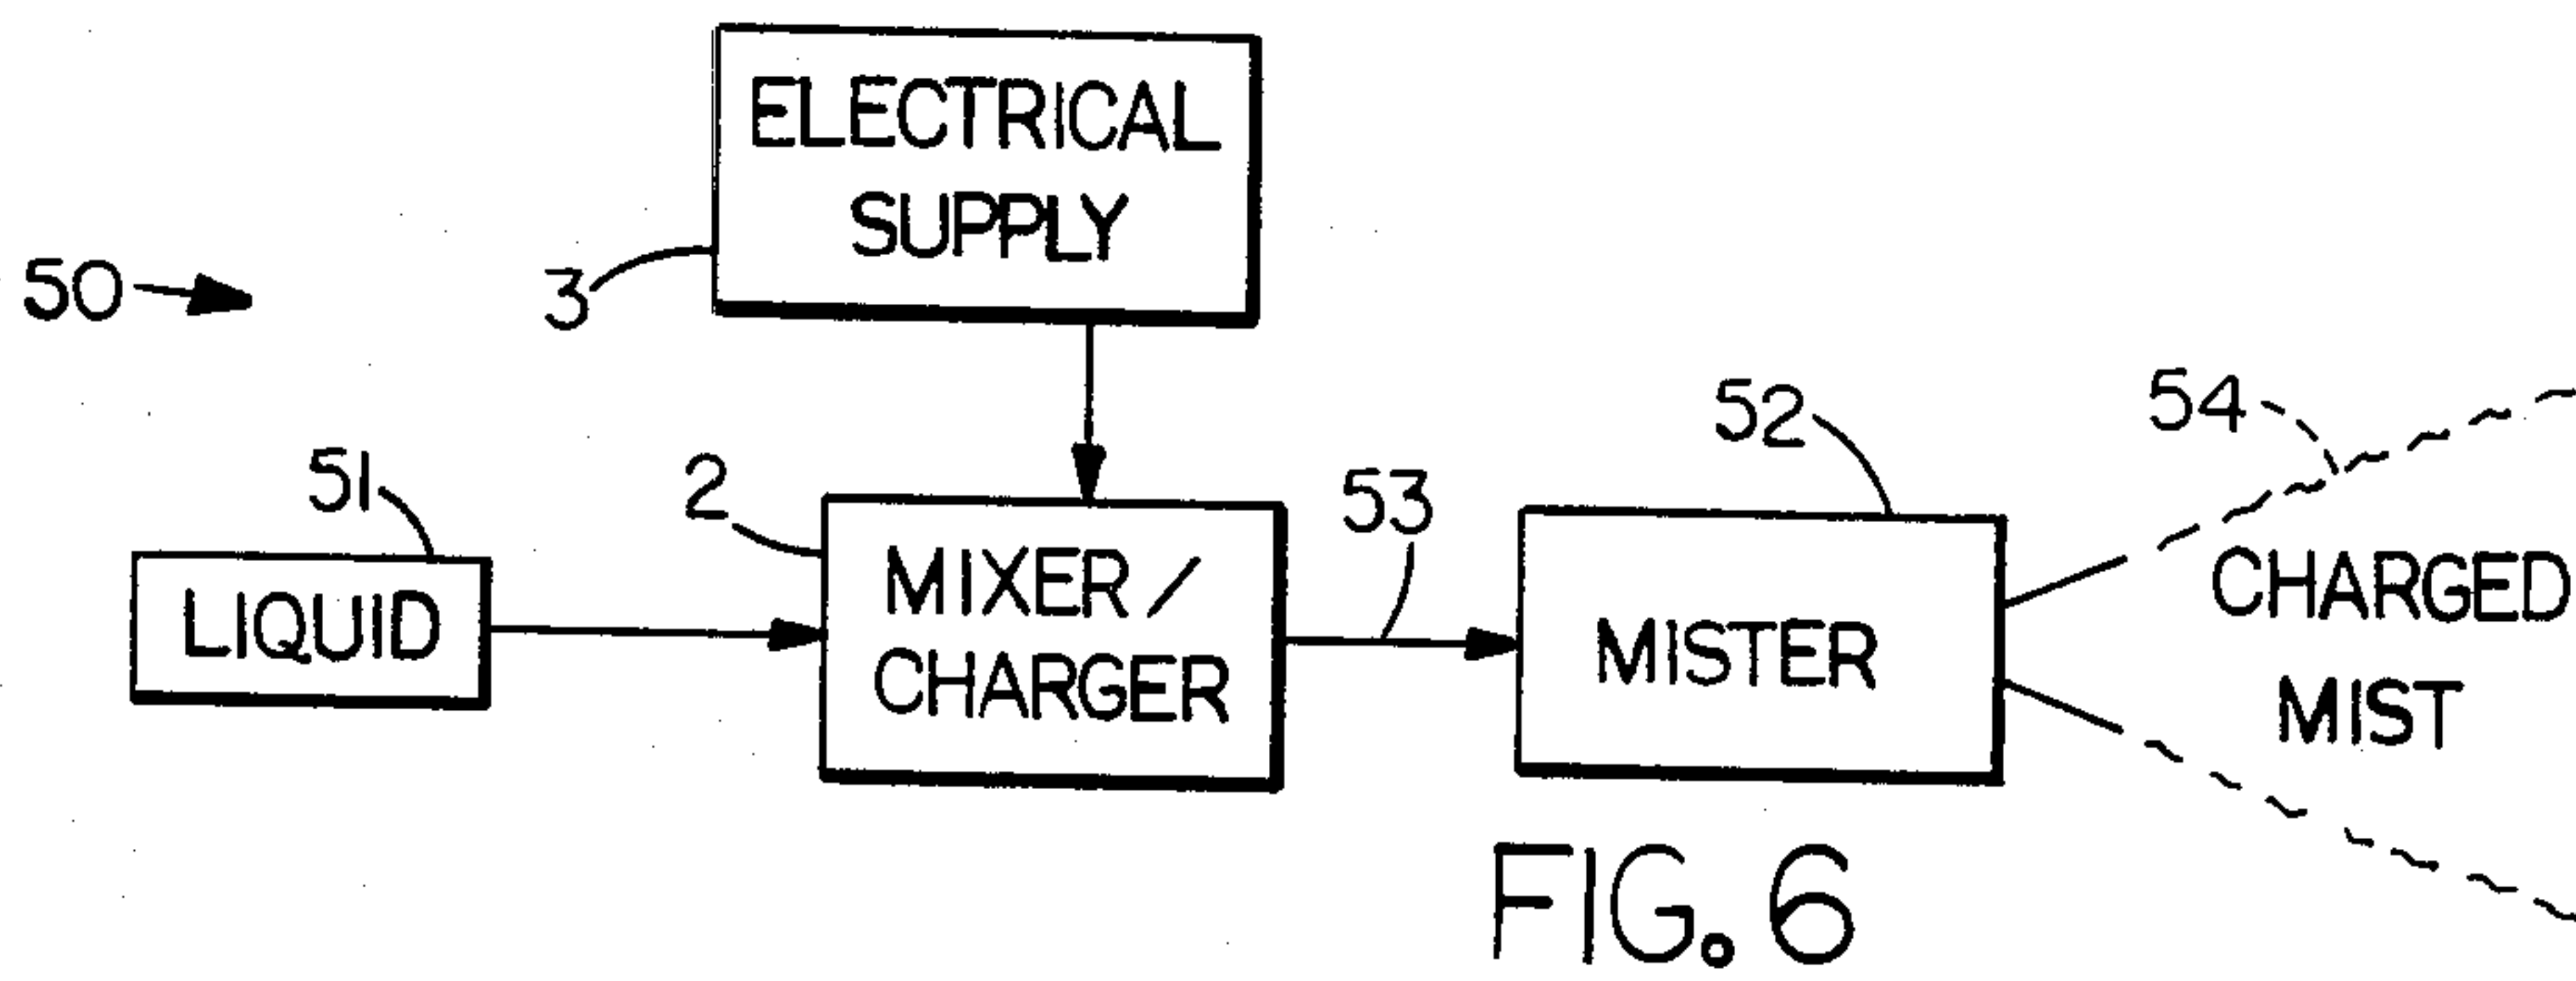 ELECTRICAL
SUPPLY
50
3
54
52
51
2
53
LIQUID
MIXER /
CHARGER
MISTER
CHARGED
MIST
FIG. 6